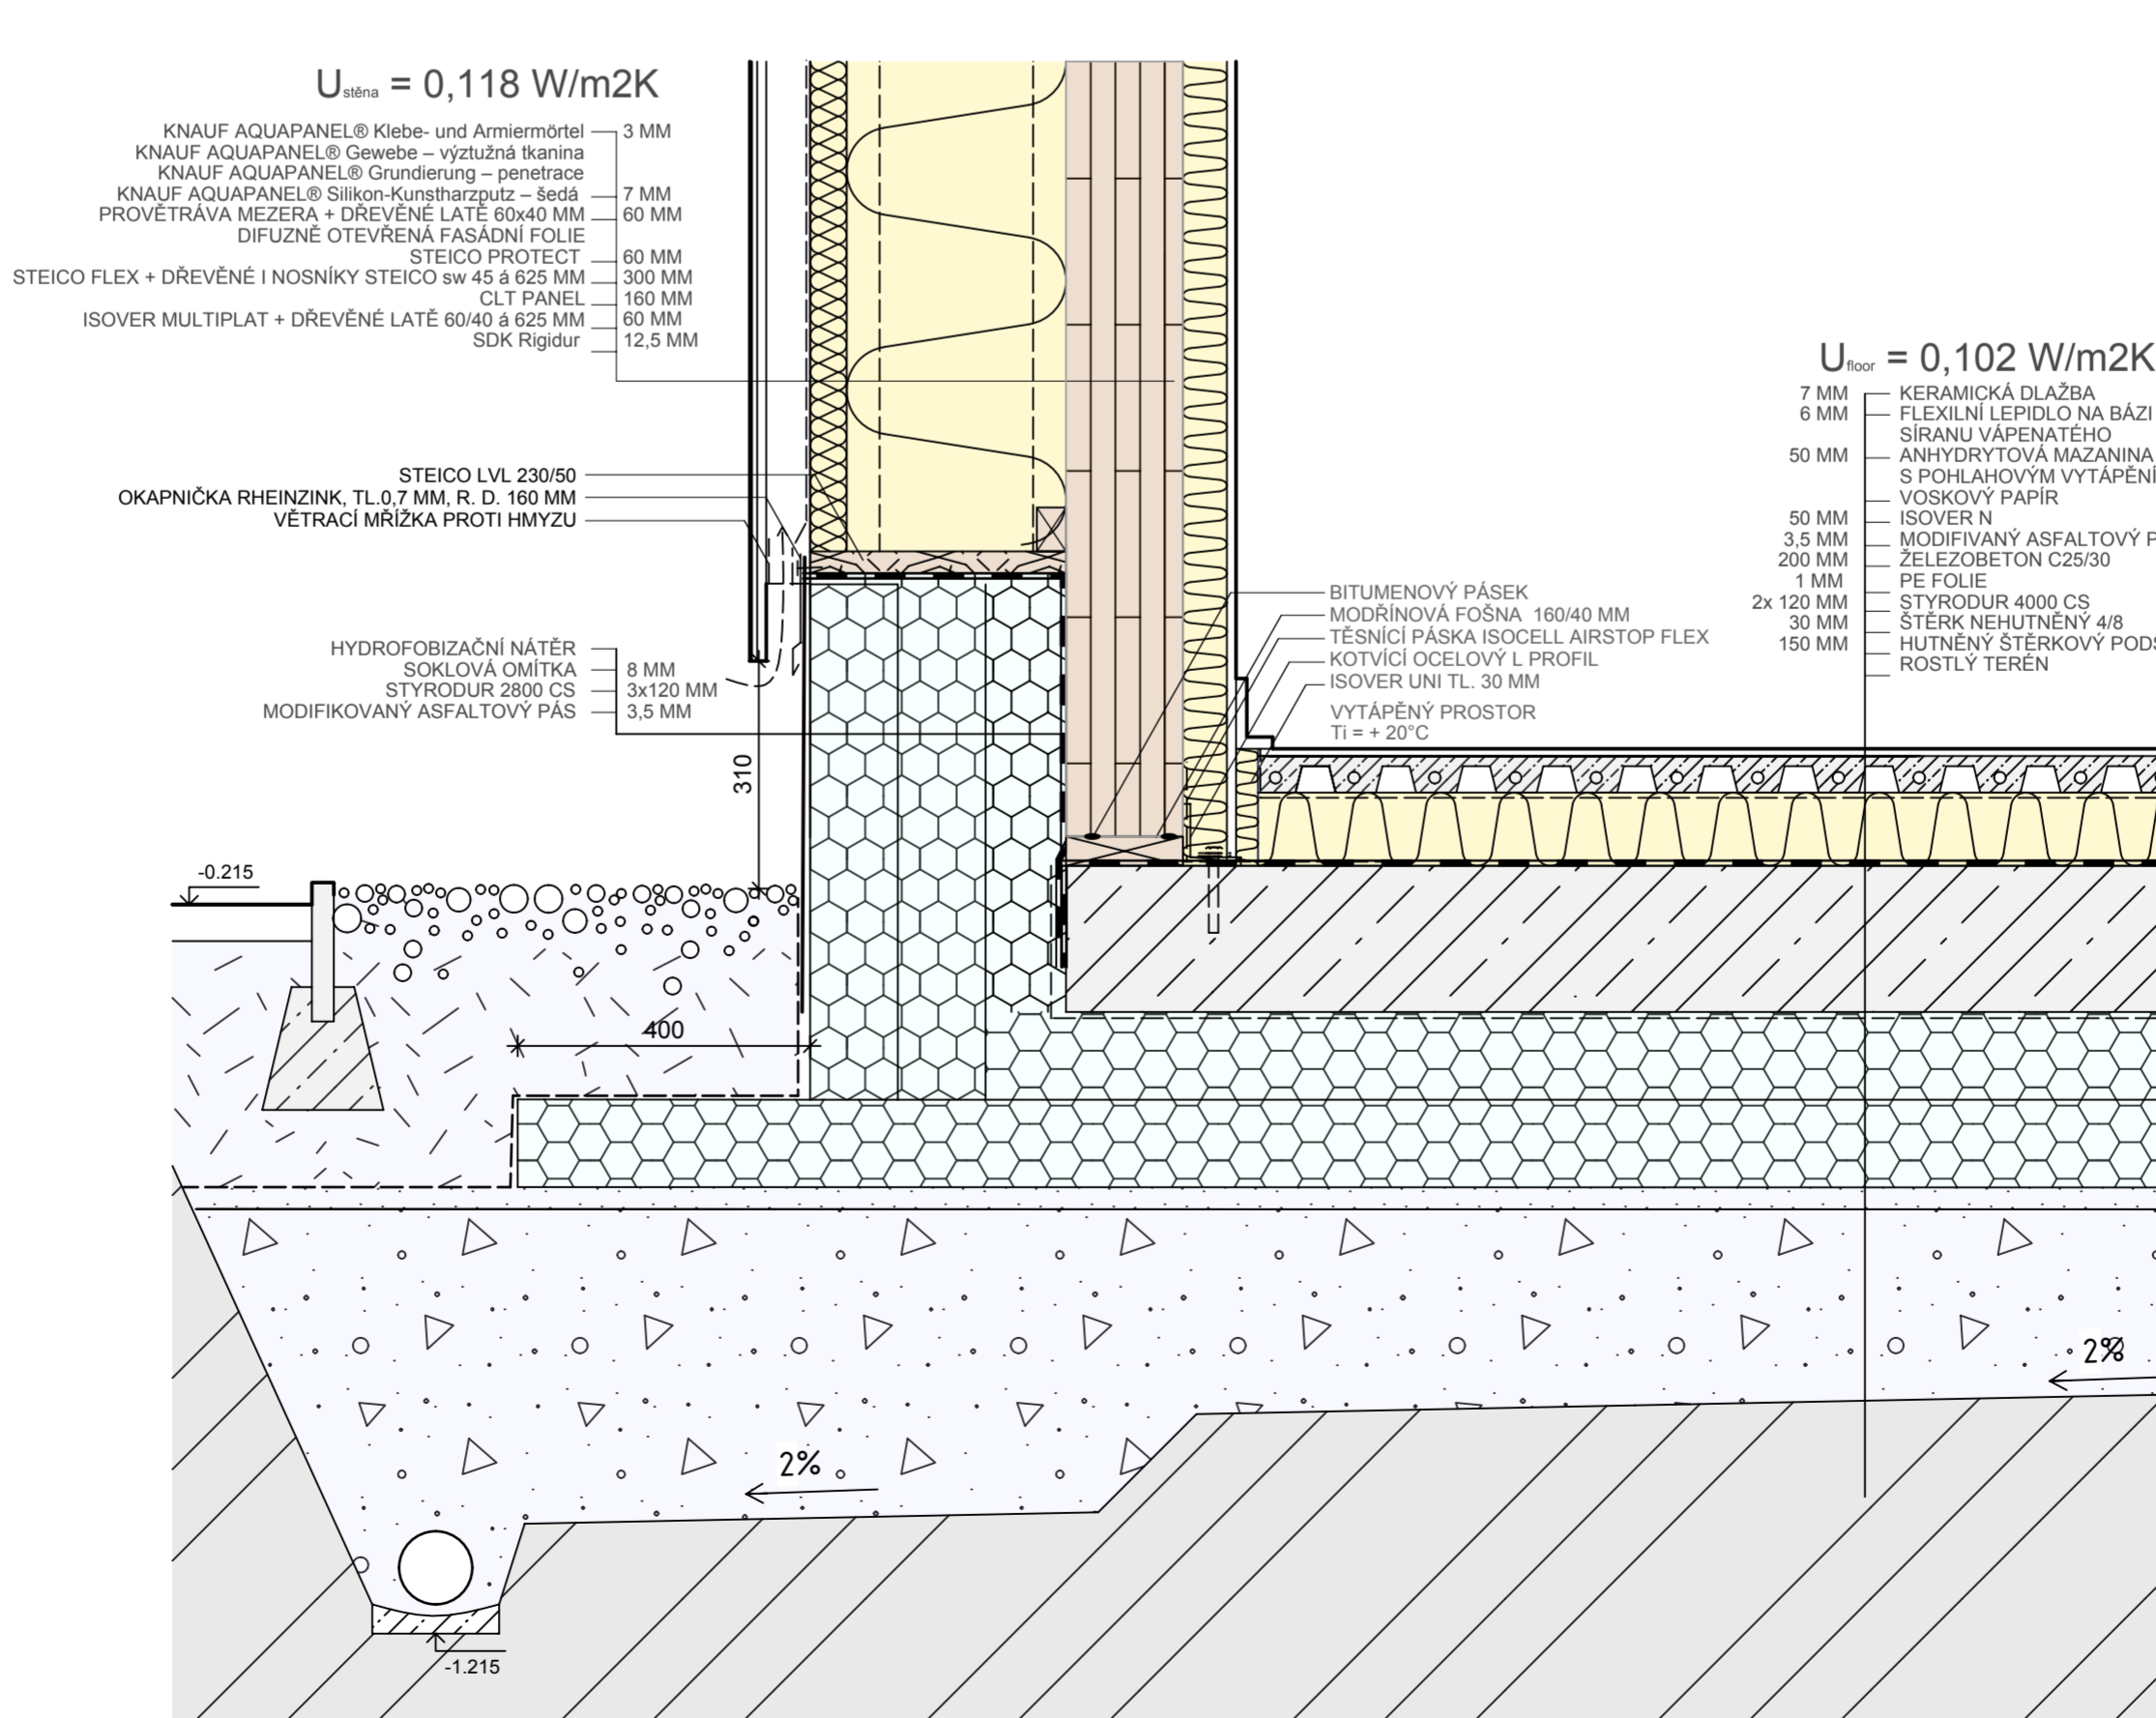 U stěna = 0,118 W/m2K
KNAUF AQUAPANEL® Klebe- und Armiermörtel 3 MM
KNAUF AQUAPANEL® Gewebe – výztužná tkanina
KNAUF AQUAPANEL® Grundierung – penetrace
KNAUF AQUAPANEL® Silikon-Kunstharzputz – šedá 7 MM
PROVĚTRÁVA MEZERA + DŘEVĚNÉ LATĚ 60x40 MM 60 MM
DIFUZNĚ OTEVŘENÁ FASÁDNÍ FOLIE
STEICO PROTECT 60 MM
STEICO FLEX + DŘEVĚNÉ I NOSNÍKY STEICO sw 45 á 625 MM 300 MM
CLT PANEL 160 MM
ISOVER MULTIPLAT + DŘEVĚNÉ LATĚ 60/40 á 625 MM 60 MM
SDK Rigidur 12,5 MM
STEICO LVL 230/50
OKAPNIČKA RHEINZINK, TL.0,7 MM, R. D. 160 MM
VĚTRACÍ MŘÍŽKA PROTI HMYZU
HYDROFOBIZAČNÍ NÁTĚR
SOKLOVÁ OMÍTKA 8 MM
STYRODUR 2800 CS 3x120 MM
MODIFIKOVANÝ ASFALTOVÝ PÁS 3,5 MM
U floor = 0,102 W/m2K
7 MM KERAMICKÁ DLAŽBA
6 MM FLEXILNÍ LEPIDLO NA BÁZI
SÍRANU VÁPENATÉHO
50 MM ANHYDRYTOVÁ MAZANINA
S POHLAHOVÝM VYTÁPĚNÍ
VOSKOVÝ PAPÍR
50 MM ISOVER N
3,5 MM MODIFIVANÝ ASFALTOVÝ P
200 MM ŽELEZOBETON C25/30
1 MM PE FOLIE
2x 120 MM STYRODUR 4000 CS
30 MM ŠTĚRK NEHUTNĚNÝ 4/8
150 MM HUTNĚNÝ ŠTĚRKOVÝ PODS
ROSTLÝ TERÉN
BITUMENOVÝ PÁSEK
MODŘÍNOVÁ FOŠNA 160/40 MM
TĚSNÍCÍ PÁSKA ISOCELL AIRSTOP FLEX
KOTVÍCÍ OCELOVÝ L PROFIL
ISOVER UNI TL. 30 MM
VYTÁPĚNÝ PROSTOR
Ti = + 20°C
310
-0.215
400
2%
2%
-1.215